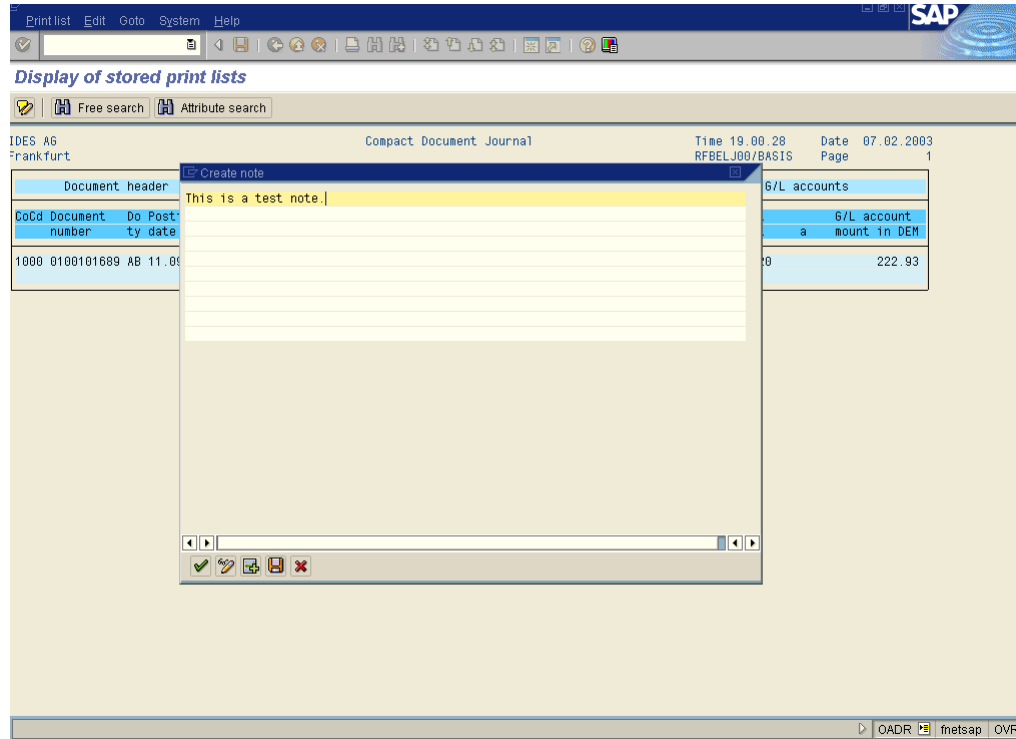 Print list Edit Goto System Help
SAP
Display of stored print lists
Free search Attribute search
IDES AG Compact Document Journal Time 19.00.28 Date 07.02.2003
Frankfurt RFBELJ00/BASIS Page 1
Create note
Document header G/L accounts
This is a test note.
CoCd Document Do G/L account
number ty date a mount in DEM
1000 0100101689 AB 222.93
OADR fnetsap OVR